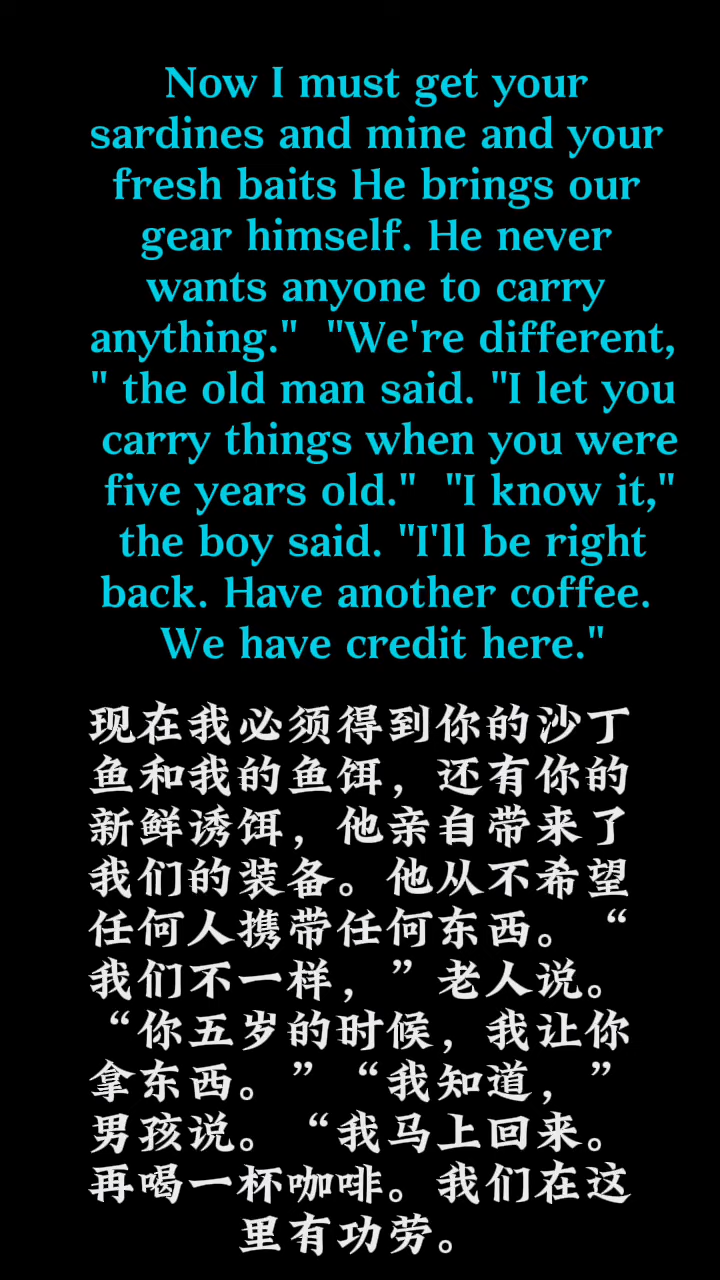 Now I must get your
sardines and mine and your
fresh baits He brings our
gear himself. He never
wants anyone to carry
anything."  "We're different,
" the old man said. "I let you
carry things when you were
five years old."  "I know it,"
the boy said. "I'll be right
back. Have another coffee.
We have credit here."
现在我必须得到你的沙丁
鱼和我的鱼饵，还有你的
新鲜诱饵，他亲自带来了
我们的装备。他从不希望
任何人携带任何东西。“
我们不一样，”老人说。
“你五岁的时候，我让你
拿东西。”“我知道，”
男孩说。“我马上回来。
再喝一杯咖啡。我们在这
里有功劳。